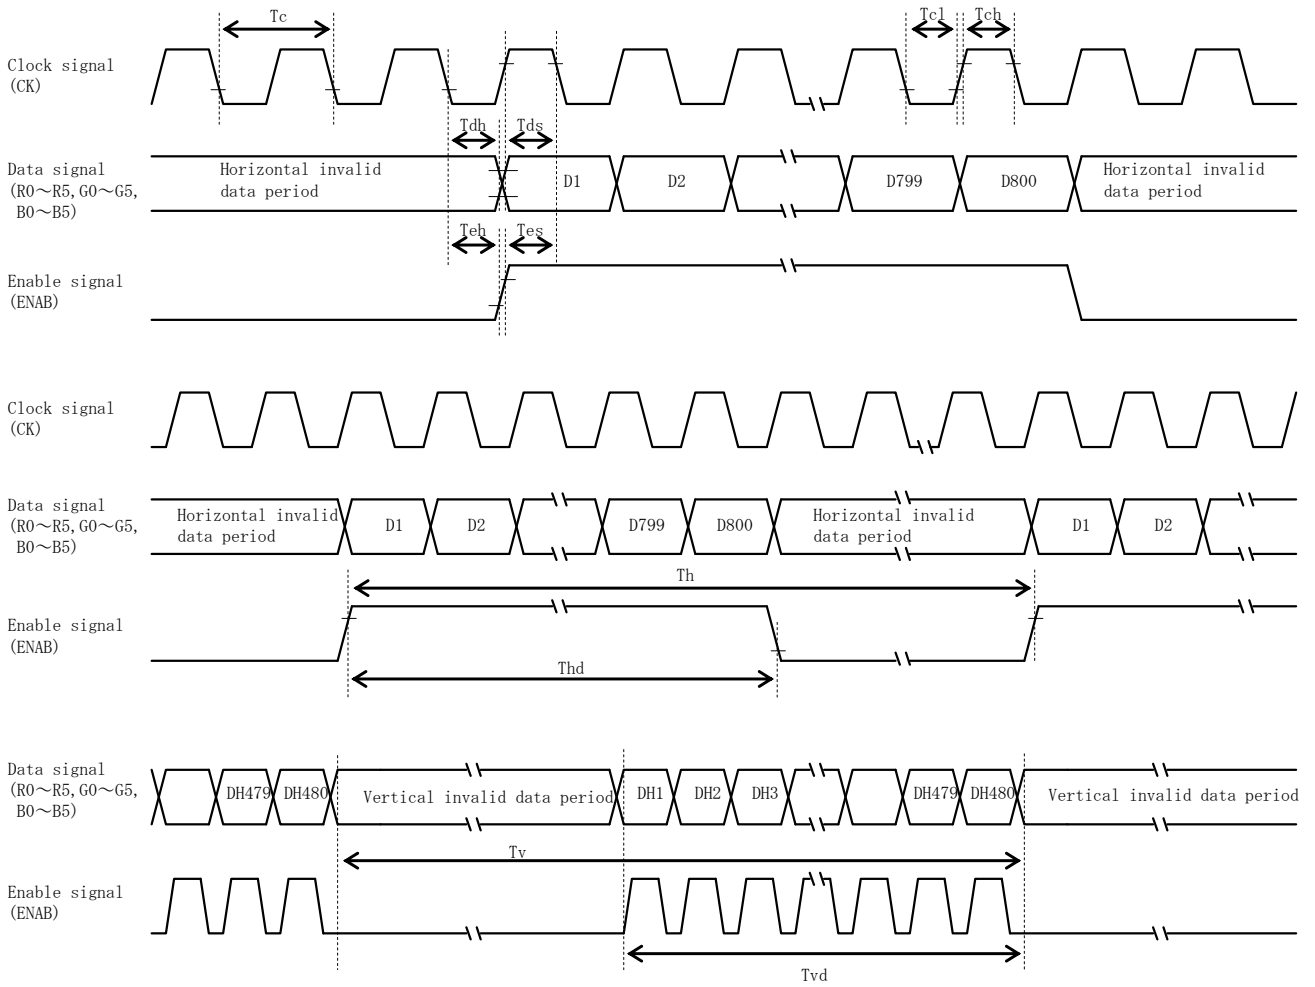 Tc
Tcl
Tch
Clock signal
(CK)
Tdh
Tds
Data signal
(R0～R5,G0～G5,
B0～B5)
Horizontal invalid
data period
D1
D2
D799
D800
Horizontal invalid
data period
Teh
Tes
Enable signal
(ENAB)
Clock signal
(CK)
Data signal
(R0～R5,G0～G5,
B0～B5)
Horizontal invalid
data period
D1
D2
D799
D800
Horizontal invalid
data period
D1
D2
Th
Enable signal
(ENAB)
Thd
Data signal
(R0～R5,G0～G5,
B0～B5)
DH479
DH480
Vertical invalid data period
DH1
DH2
DH3
DH479
DH480
Vertical invalid data period
Tv
Enable signal
(ENAB)
Tvd